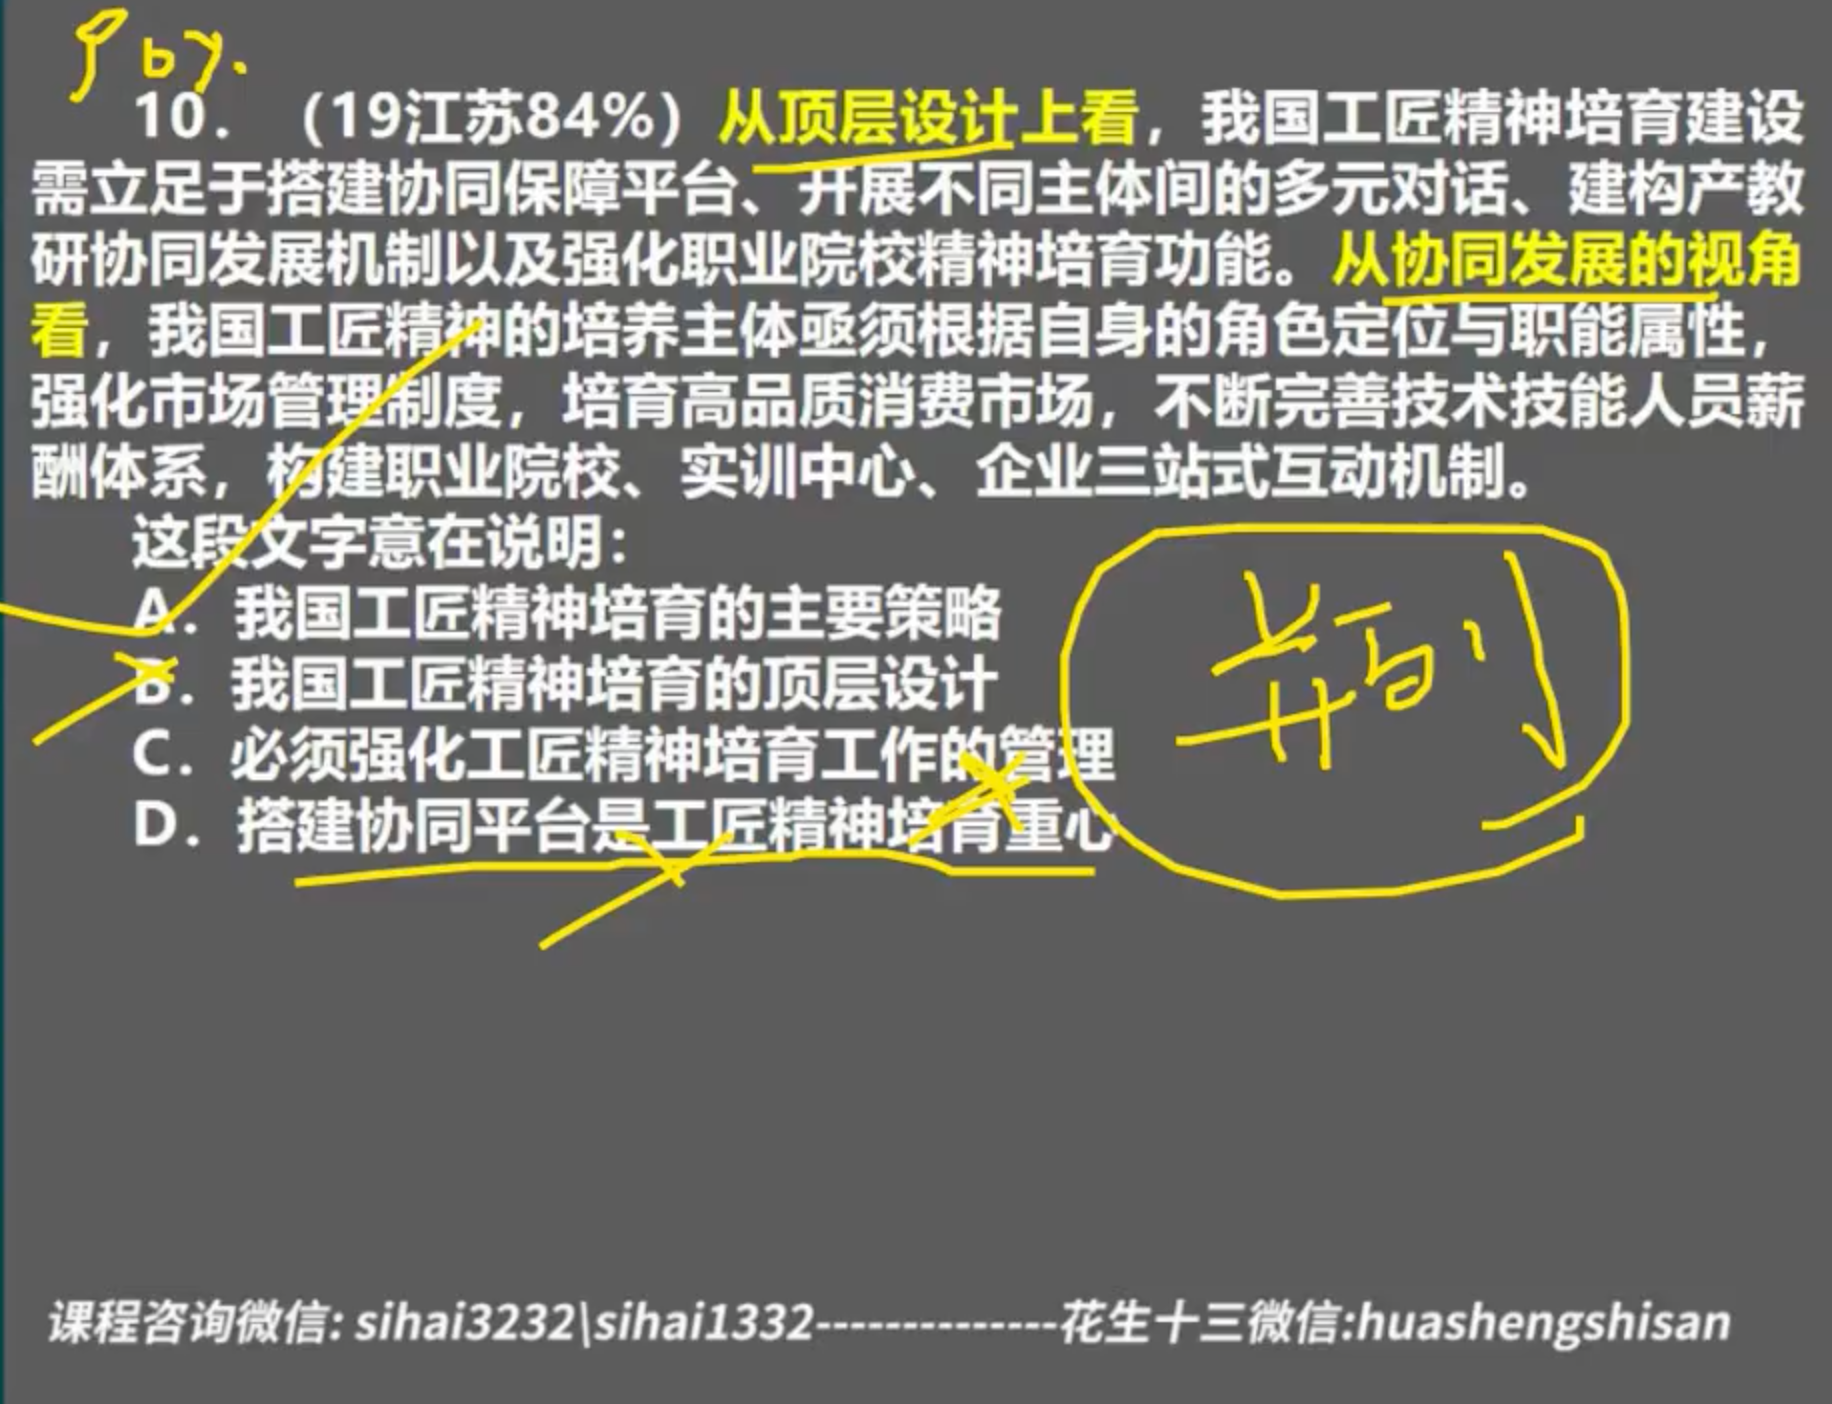 10. （19江苏84%）从顶层设计上看，我国工匠精神培育建设
需立足于搭建协同保障平台、开展不同主体间的多元对话、建构产教
研协同发展机制以及强化职业院校精神培育功能。从协同发展的视角
看，我国工匠精神的培养主体亟须根据自身的角色定位与职能属性，
强化市场管理制度，培育高品质消费市场，不断完善技术技能人员薪
酬体系，构建职业院校、实训中心、企业三站式互动机制。
这段文字意在说明：
A. 我国工匠精神培育的主要策略
B. 我国工匠精神培育的顶层设计
C. 必须强化工匠精神培育工作的管理
D. 搭建协同平台是工匠精神培育重心
并列
课程咨询微信: sihai3232\sihai1332--------------花生十三微信:huashengshisan